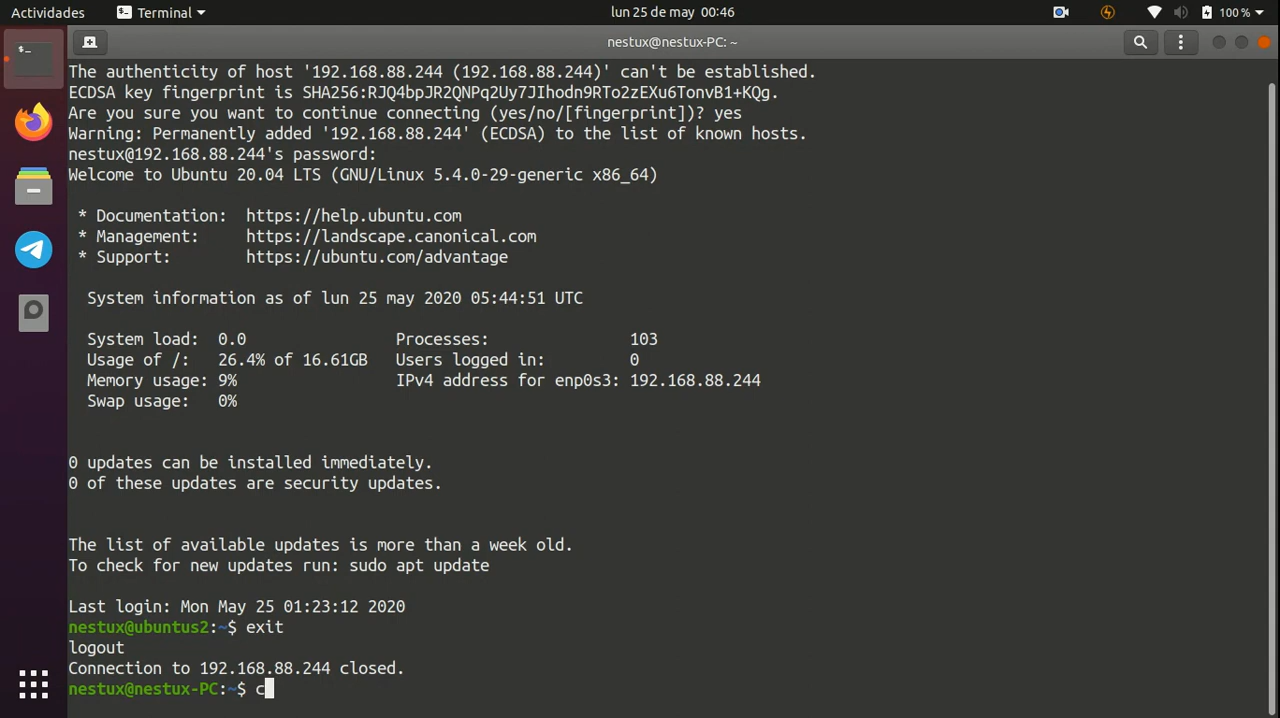 Actividades Terminal lun 25 de may 00:46 100 %
nestux@nestux-PC: ~
The authenticity of host '192.168.88.244 (192.168.88.244)' can't be established.
ECDSA key fingerprint is SHA256:RJQ4bpJR2QNPq2Uy7JIhodn9RTo2zEXu6TonvB1+KQg.
Are you sure you want to continue connecting (yes/no/[fingerprint])? yes
Warning: Permanently added '192.168.88.244' (ECDSA) to the list of known hosts.
nestux@192.168.88.244's password:
Welcome to Ubuntu 20.04 LTS (GNU/Linux 5.4.0-29-generic x86_64)
* Documentation: https://help.ubuntu.com
* Management: https://landscape.canonical.com
* Support: https://ubuntu.com/advantage
System information as of lun 25 may 2020 05:44:51 UTC
System load: 0.0 Processes: 103
Usage of /: 26.4% of 16.61GB Users logged in: 0
Memory usage: 9% IPv4 address for enp0s3: 192.168.88.244
Swap usage: 0%
0 updates can be installed immediately.
0 of these updates are security updates.
The list of available updates is more than a week old.
To check for new updates run: sudo apt update
Last login: Mon May 25 01:23:12 2020
nestux@ubuntus2:~$ exit
logout
Connection to 192.168.88.244 closed.
nestux@nestux-PC:~$ c